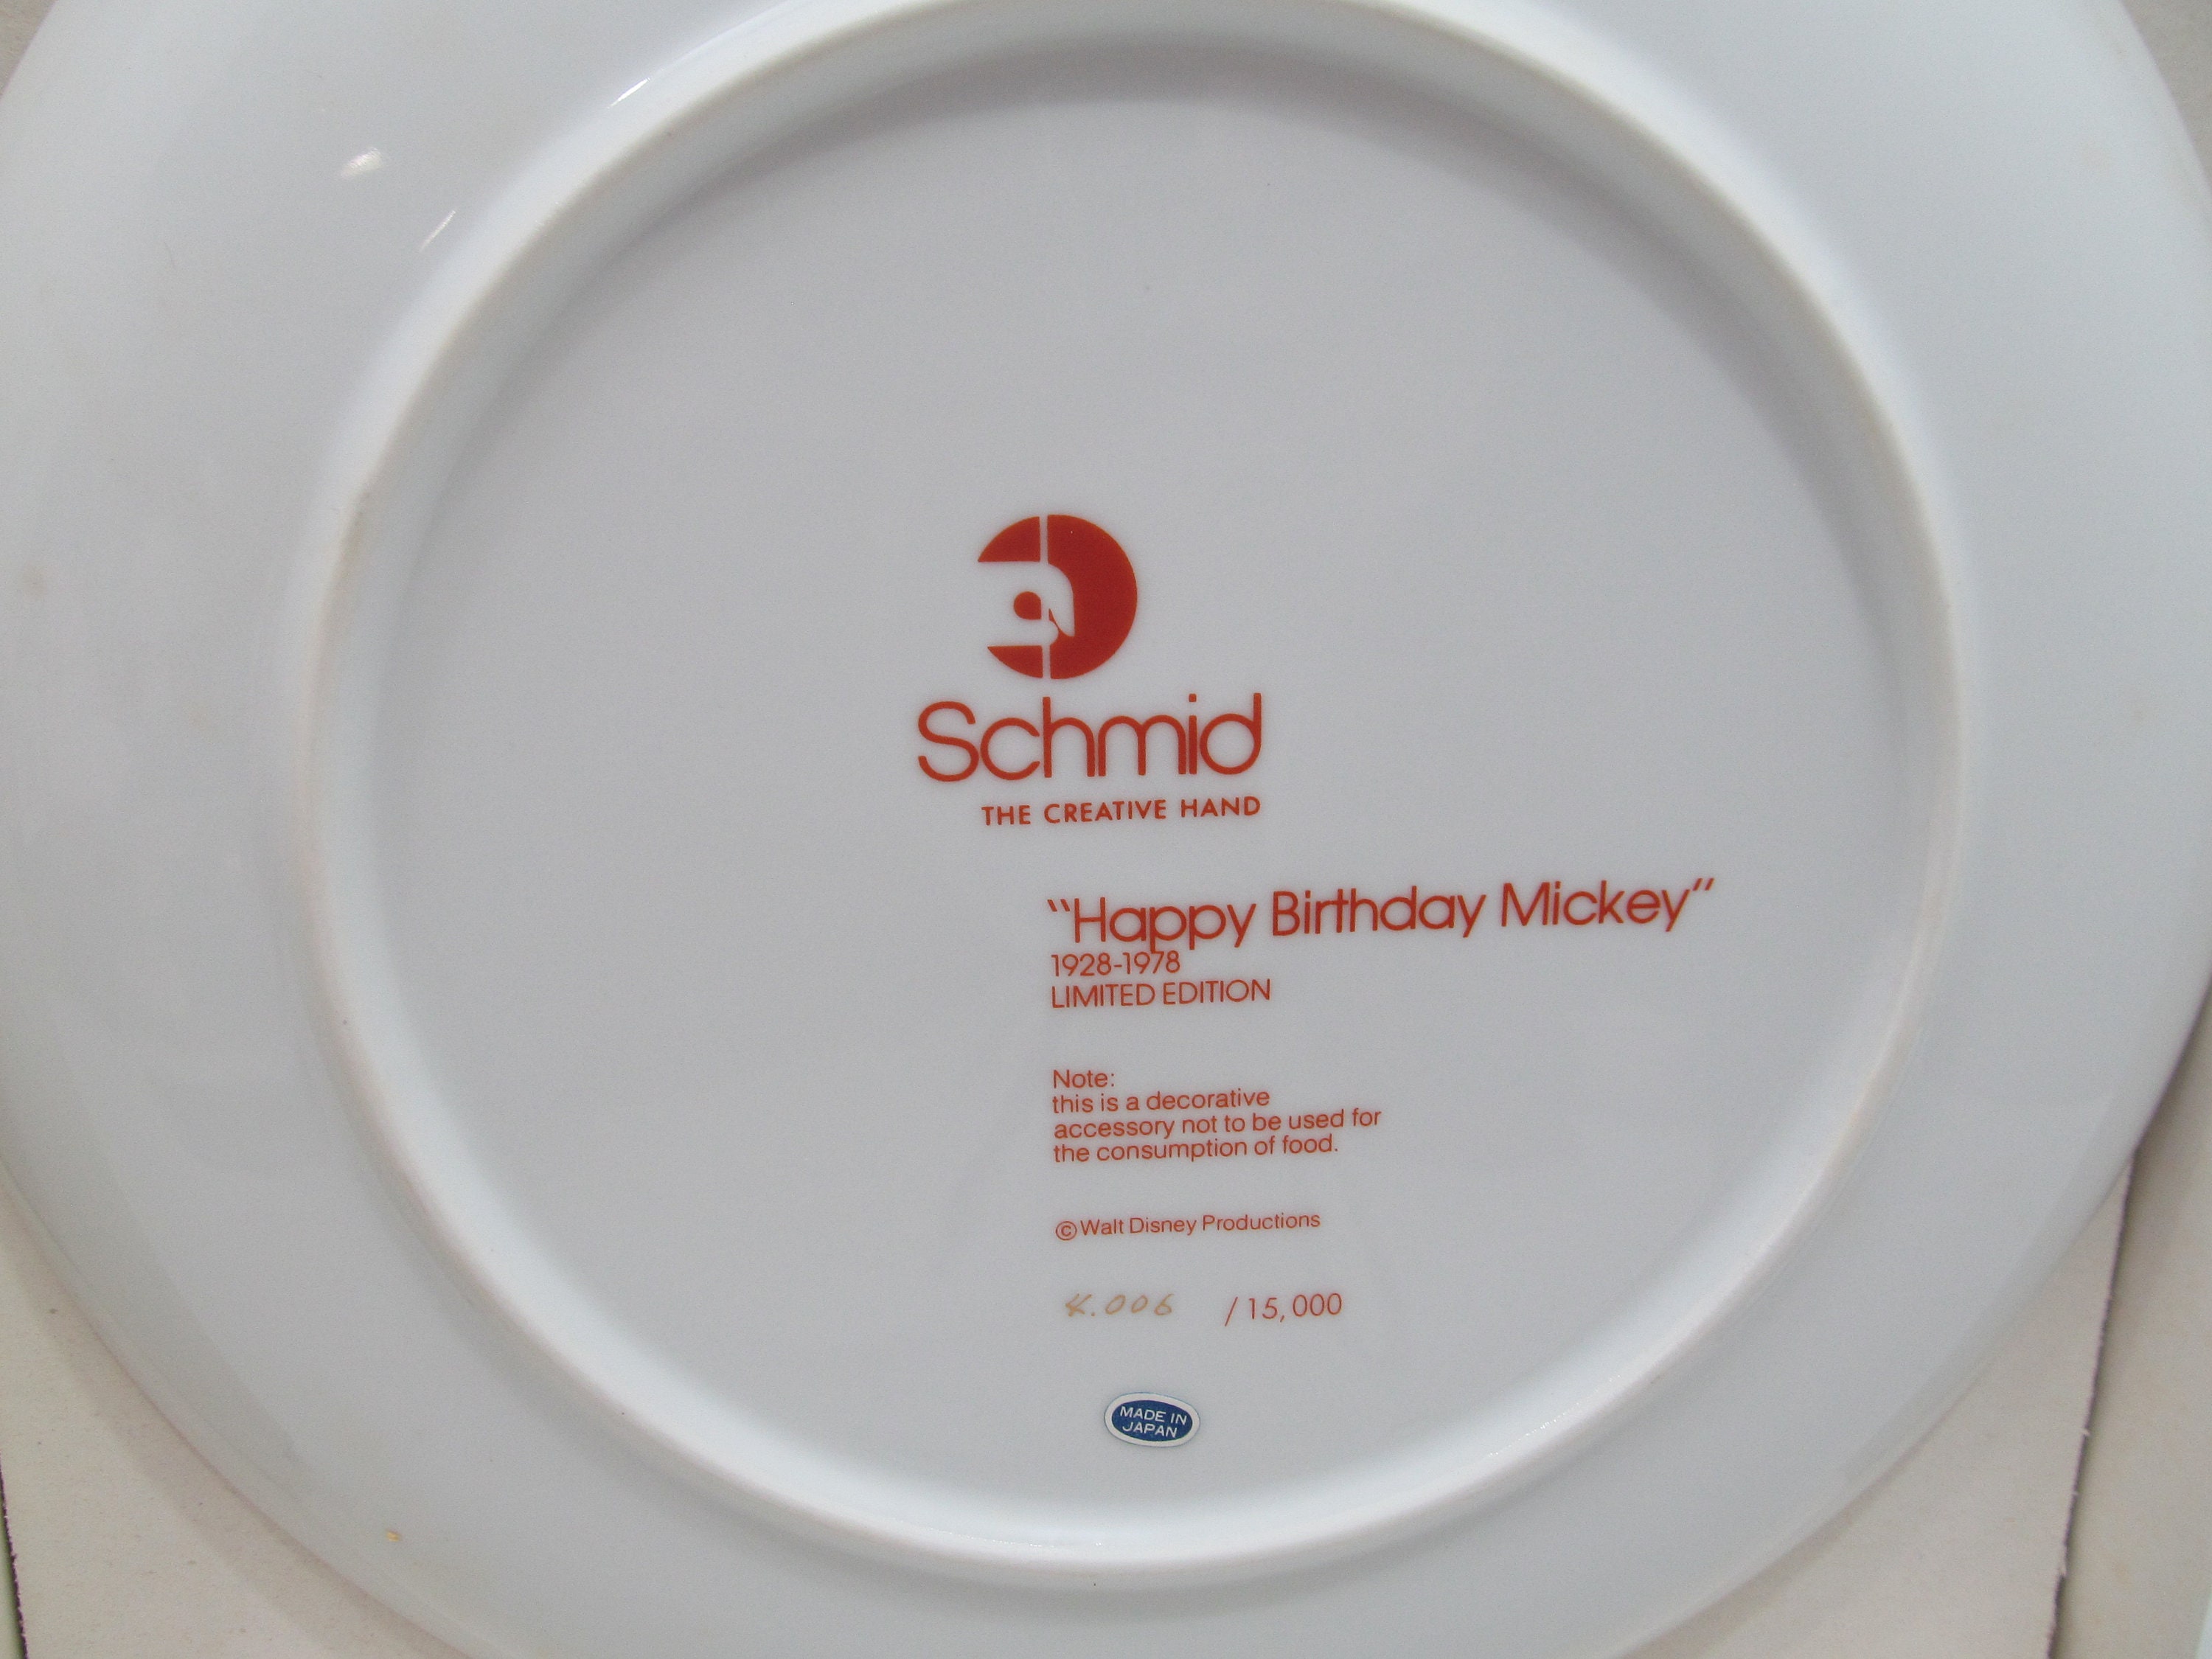 Schmid
THE CREATIVE HAND
"Happy Birthday Mickey"
1928-1978
LIMITED EDITION
Note:
this is a decorative
accessory not to be used for
the consumption of food.
©Walt Disney Productions
4.006 /15,000
MADE IN
JAPAN